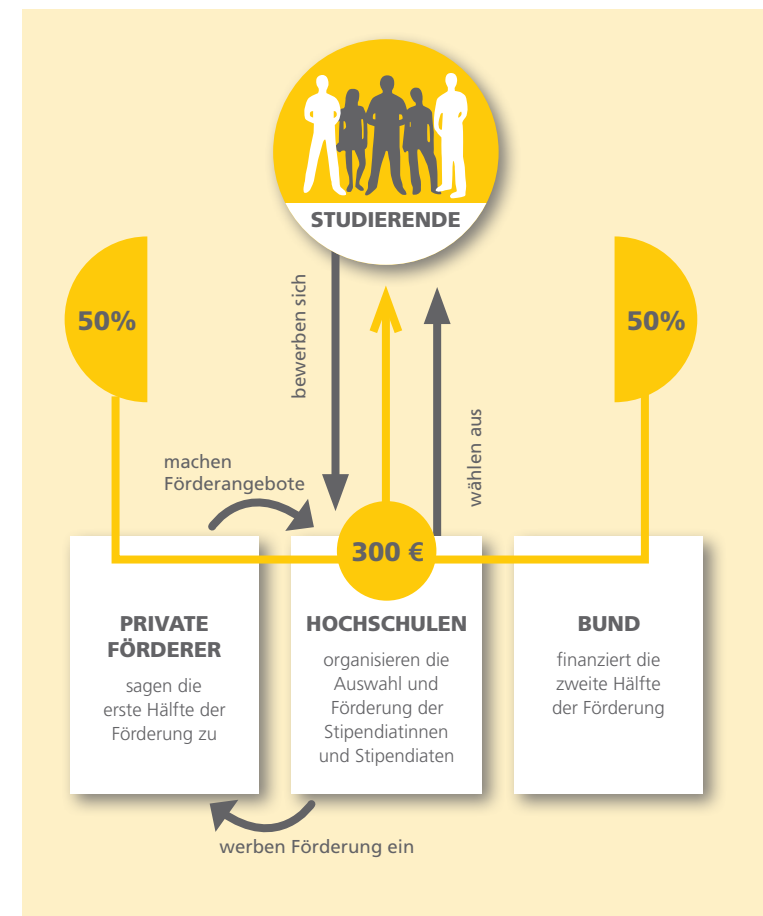 STUDIERENDE
50%
50%
bewerben sich
wählen aus
machen
Förderangebote
300 €
PRIVATE
FÖRDERER
sagen die
erste Hälfte der
Förderung zu
HOCHSCHULEN
organisieren die
Auswahl und
Förderung der
Stipendiatinnen
und Stipendiaten
BUND
finanziert die
zweite Hälfte
der Förderung
werben Förderung ein